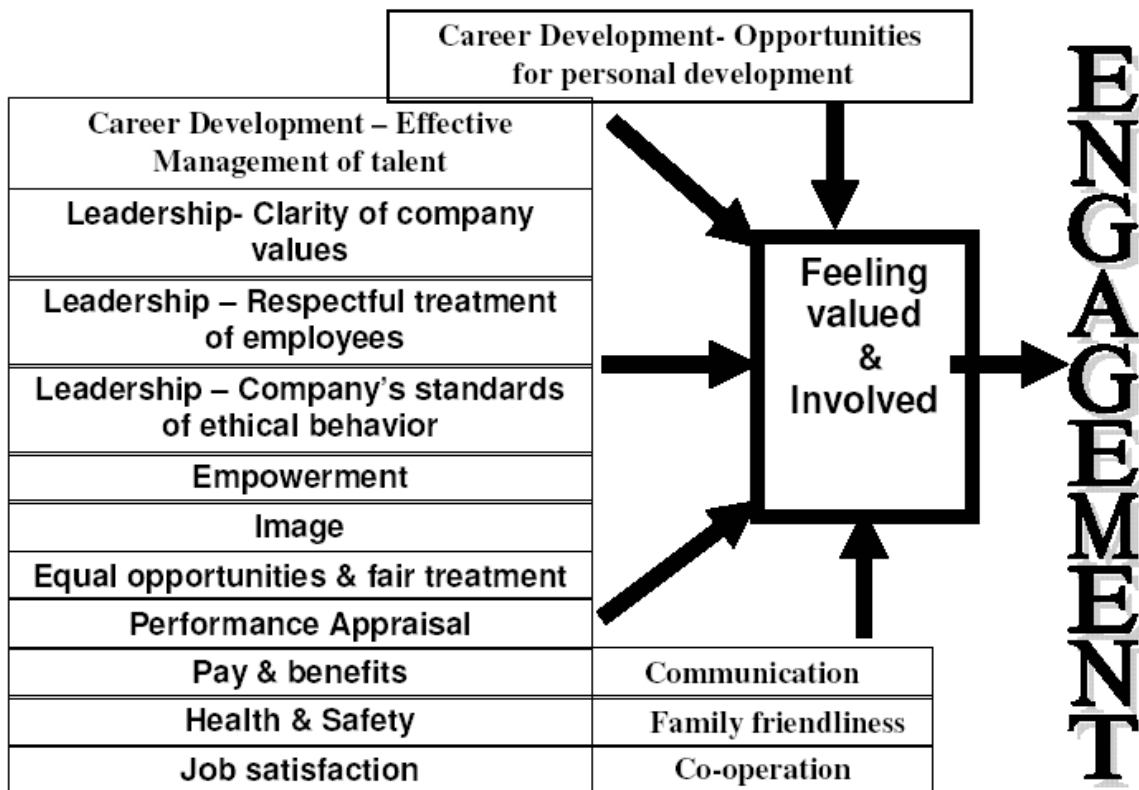 Career Development- Opportunities
for personal development
Career Development – Effective
Management of talent
Leadership- Clarity of company
values
Leadership – Respectful treatment
of employees
Leadership – Company’s standards
of ethical behavior
Empowerment
Image
Equal opportunities & fair treatment
Performance Appraisal
Pay & benefits
Health & Safety
Job satisfaction
Communication
Family friendliness
Co-operation
Feeling
valued
&
Involved
ENGAGEMENT